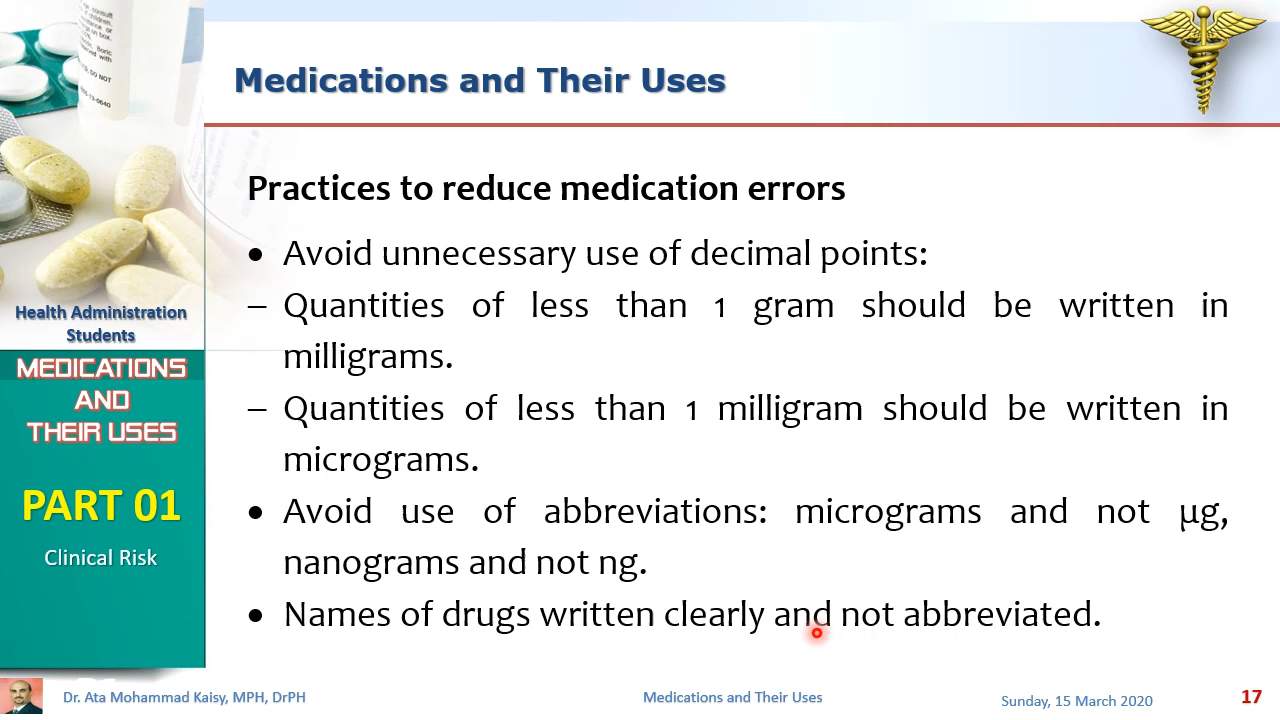 Medications and Their Uses
Practices to reduce medication errors
• Avoid unnecessary use of decimal points:
– Quantities of less than 1 gram should be written in
milligrams.
– Quantities of less than 1 milligram should be written in
micrograms.
• Avoid use of abbreviations: micrograms and not µg,
nanograms and not ng.
• Names of drugs written clearly and not abbreviated.
Health Administration
Students
MEDICATIONS
AND
THEIR USES
PART 01
Clinical Risk
Dr. Ata Mohammad Kaisy, MPH, DrPH
Medications and Their Uses
Sunday, 15 March 2020
17